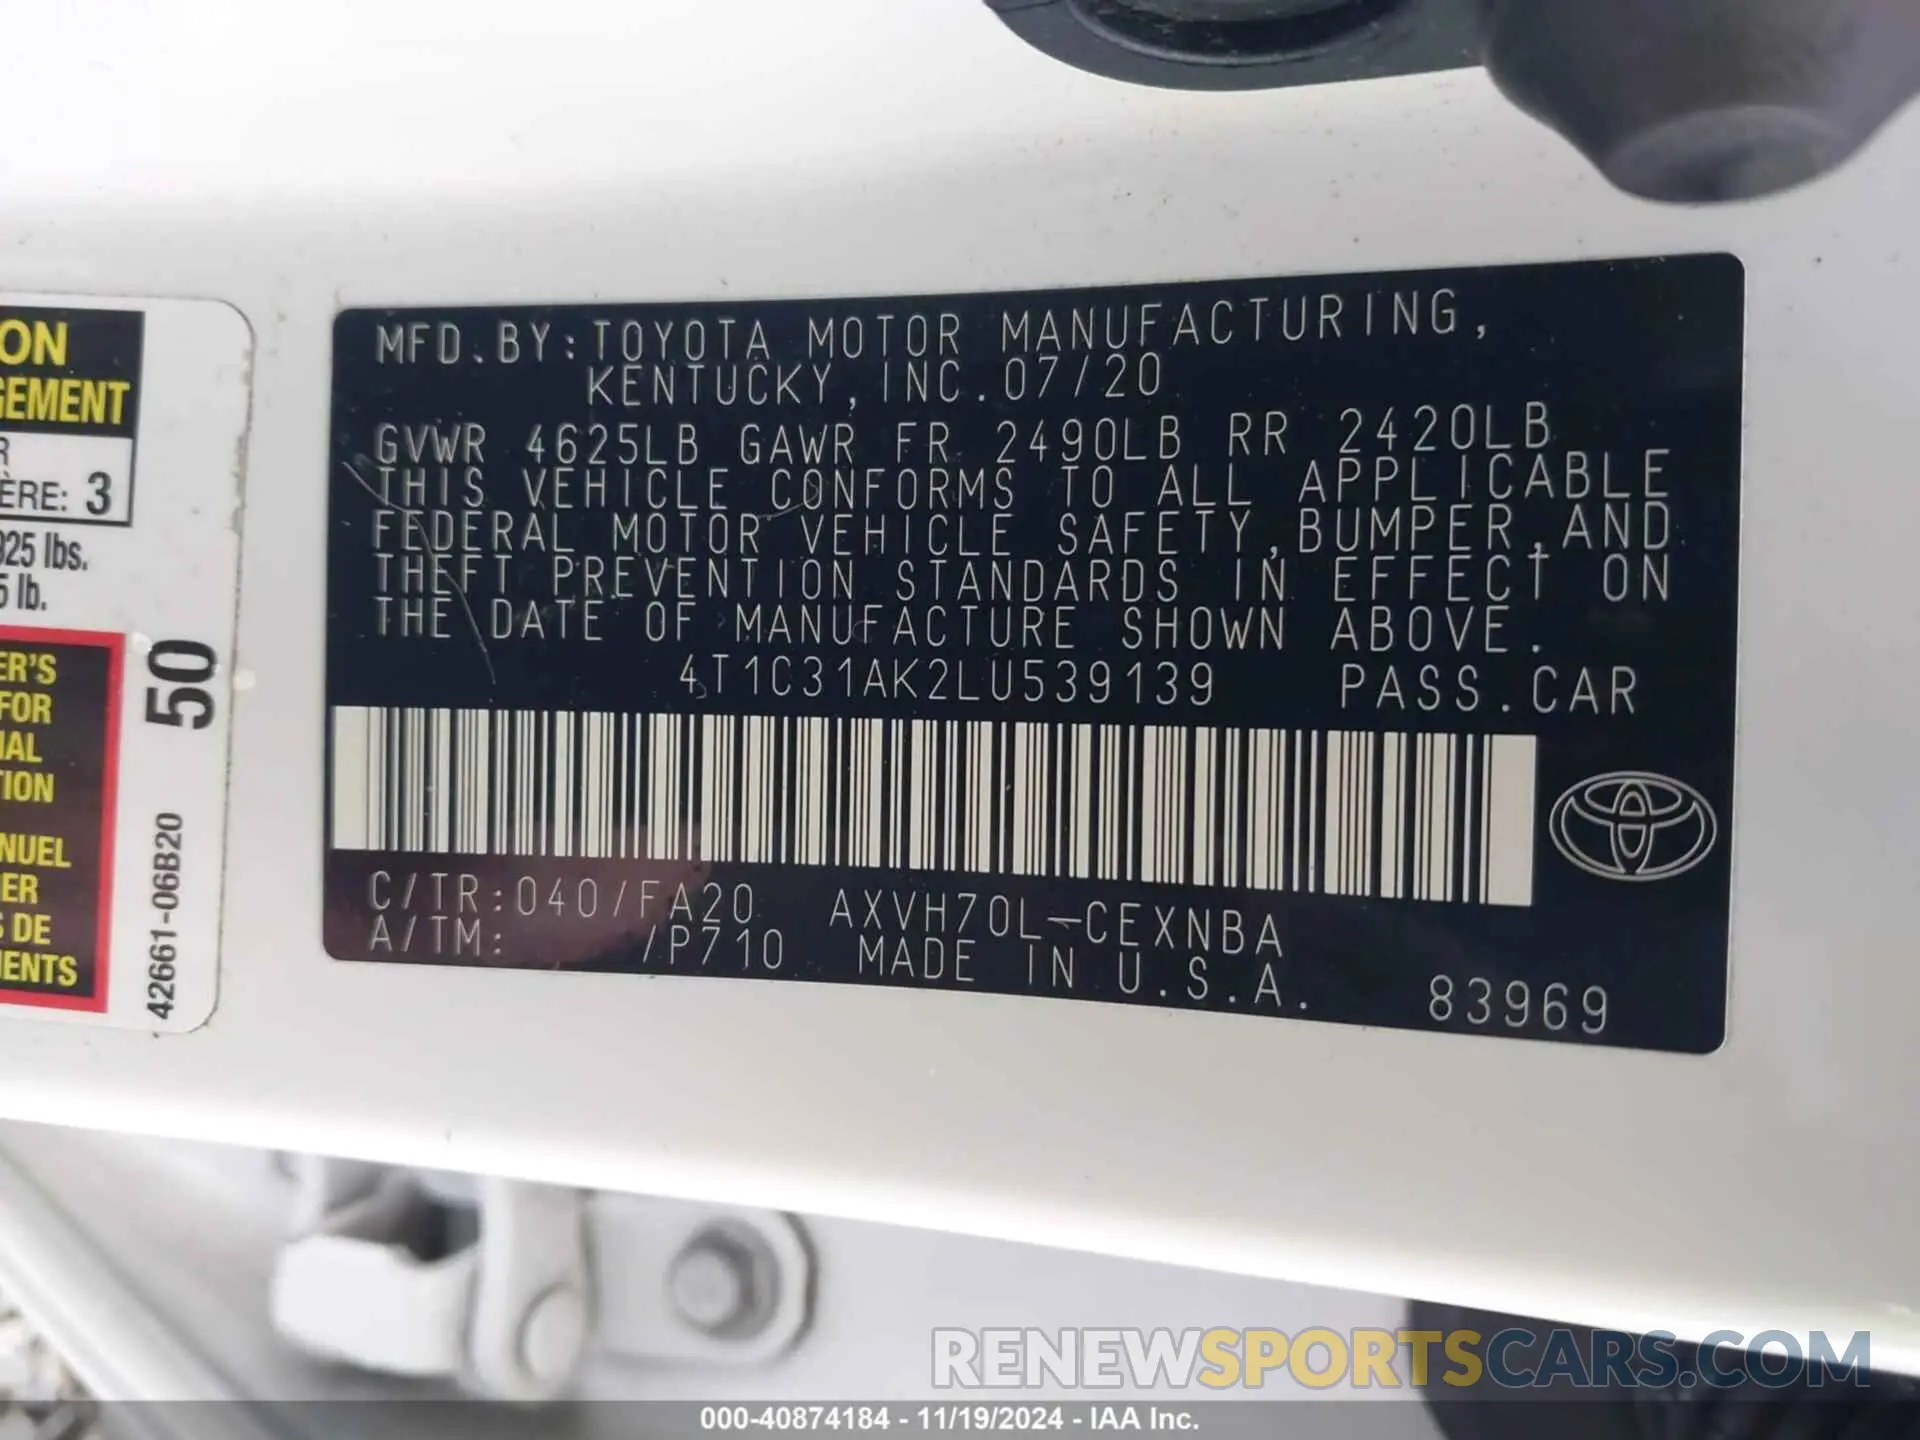 ON
GEMENT
R
ÈRE: 3
925 lbs.
5 lb.
ER'S
FOR
IAL
TION
NUEL
IER
S DE
MENTS
50
42661-06B20
MFD.BY:TOYOTA MOTOR MANUFACTURING,
KENTUCKY, INC. 07/20
GVWR 4625LB GAWR FR 2490LB RR 2420LB
THIS VEHICLE CONFORMS TO ALL APPLICABLE
FEDERAL MOTOR VEHICLE SAFETY,BUMPER,AND
THEFT PREVENTION STANDARDS IN EFFECT ON
THE DATE OF MANUFACTURE SHOWN ABOVE.
4T1C31AK2LU539139 PASS.CAR
C/TR:040/FA20 AXVH70L-CEXNBA
A/TM: /P710 MADE IN U.S.A. 83969
RENEWSPORTSCARS.COM
000-40874184 - 11/19/2024 - IAA Inc.